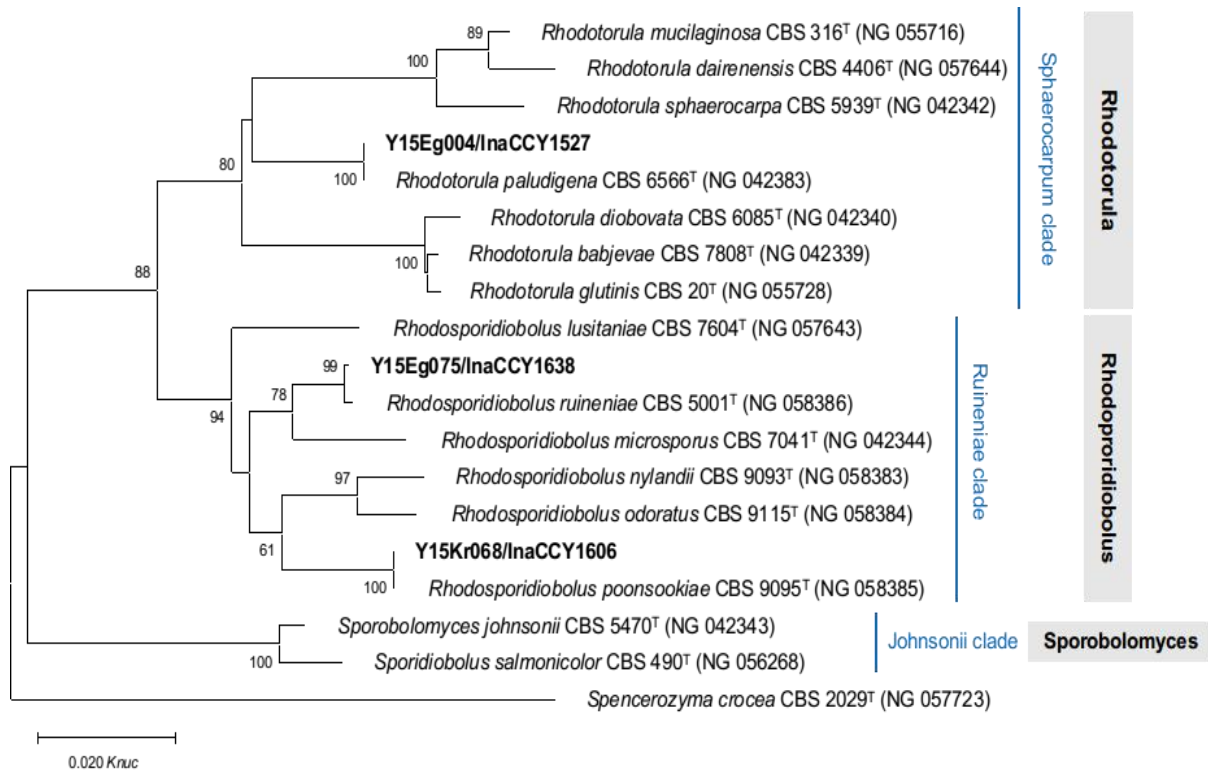 89
Rhodotorula mucilaginosa CBS 316ᵀ (NG 055716)
100
Rhodotorula dairenensis CBS 4406ᵀ (NG 057644)
Rhodotorula sphaerocarpa CBS 5939ᵀ (NG 042342)
Y15Eg004/InaCCY1527
80
100
Rhodotorula paludigena CBS 6566ᵀ (NG 042383)
Rhodotorula diobovata CBS 6085ᵀ (NG 042340)
Rhodotorula babjevae CBS 7808ᵀ (NG 042339)
100
88
Rhodotorula glutinis CBS 20ᵀ (NG 055728)
Sphaerocarpum clade
Rhodotorula
Rhodosporidiobolus lusitaniae CBS 7604ᵀ (NG 057643)
99
Y15Eg075/InaCCY1638
78
Rhodosporidiobolus ruineniae CBS 5001ᵀ (NG 058386)
94
Rhodosporidiobolus microsporus CBS 7041ᵀ (NG 042344)
97
Rhodosporidiobolus nylandii CBS 9093ᵀ (NG 058383)
Rhodosporidiobolus odoratus CBS 9115ᵀ (NG 058384)
61
Y15Kr068/InaCCY1606
100
Rhodosporidiobolus poonsookiae CBS 9095ᵀ (NG 058385)
Ruineniae clade
Rhodoproridiobolus
Sporobolomyces johnsonii CBS 5470ᵀ (NG 042343)
100
Sporidiobolus salmonicolor CBS 490ᵀ (NG 056268)
Johnsonii clade
Sporobolomyces
Spencerozyma crocea CBS 2029ᵀ (NG 057723)
0.020 Knuc